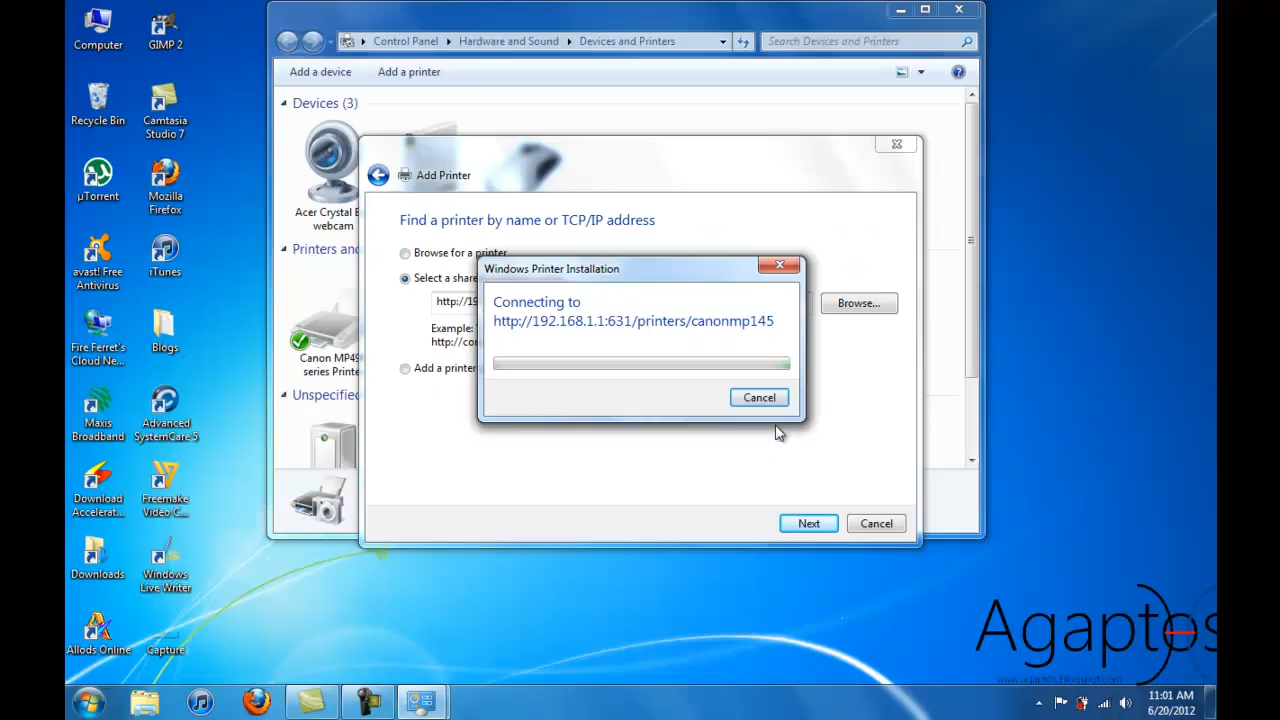 Computer
GIMP 2
Recycle Bin
Camtasia
Studio 7
µTorrent
Mozilla
Firefox
avast! Free
Antivirus
iTunes
Fire Ferret's
Cloud Ne...
Blogs
Maxis
Broadband
Advanced
SystemCare 5
Download
Accelerat...
Freemake
Video C...
Downloads
Windows
Live Writer
Allods Online
Capture
Control Panel
Hardware and Sound
Devices and Printers
Search Devices and Printers
Add a device
Add a printer
Devices (3)
Acer Crystal
webcam
Printers and
Canon MP49
series Printe
Unspecified
Add Printer
Find a printer by name or TCP/IP address
Browse for a printer
Select a share
http://19
Browse...
Example:
http://co
Add a printer
Windows Printer Installation
Connecting to
http://192.168.1.1:631/printers/canonmp145
Cancel
Next
Cancel
Agaptos
www.agaptos.blogspot.com
11:01 AM
6/20/2012